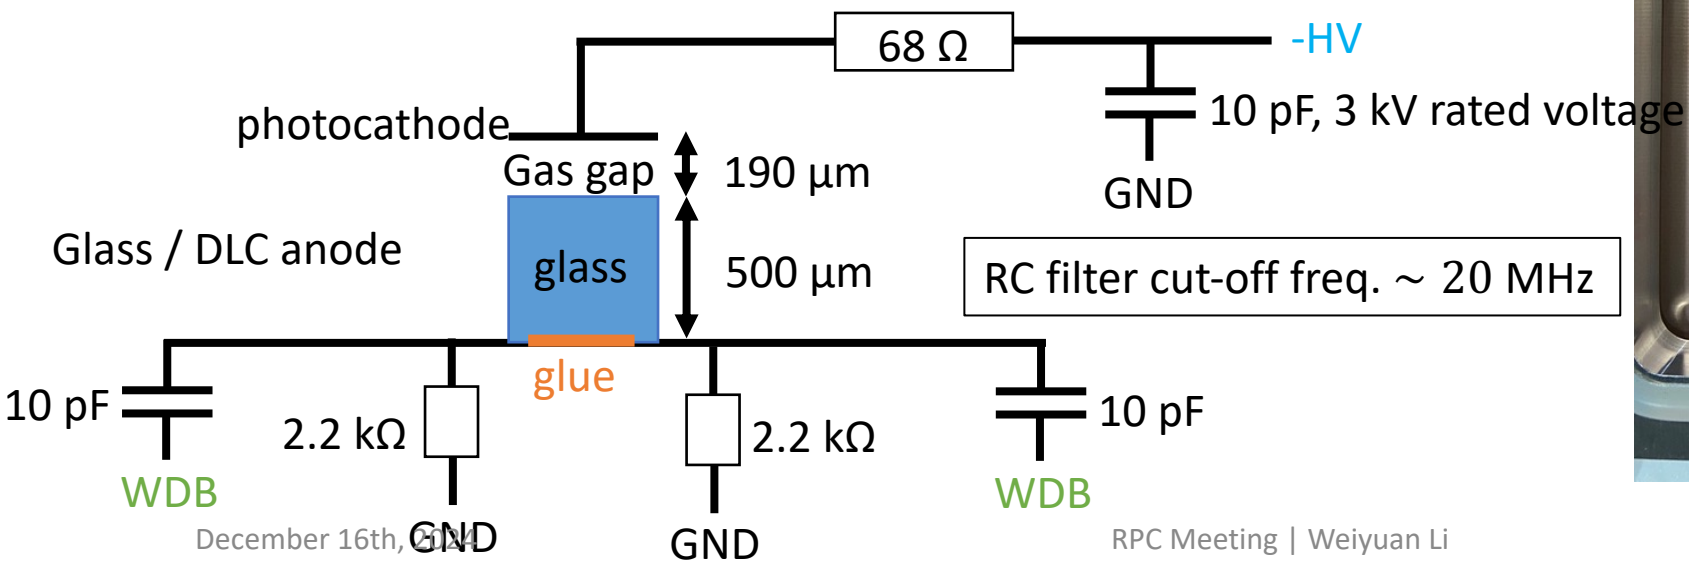 -HV
68 Ω
10 pF, 3 kV rated voltage
photocathode
Gas gap
190 μm
GND
Glass / DLC anode
glass
500 μm
RC filter cut-off freq. ~ 20 MHz
glue
10 pF
2.2 kΩ
2.2 kΩ
10 pF
WDB
WDB
December 16th, 2024
GND
GND
RPC Meeting | Weiyuan Li